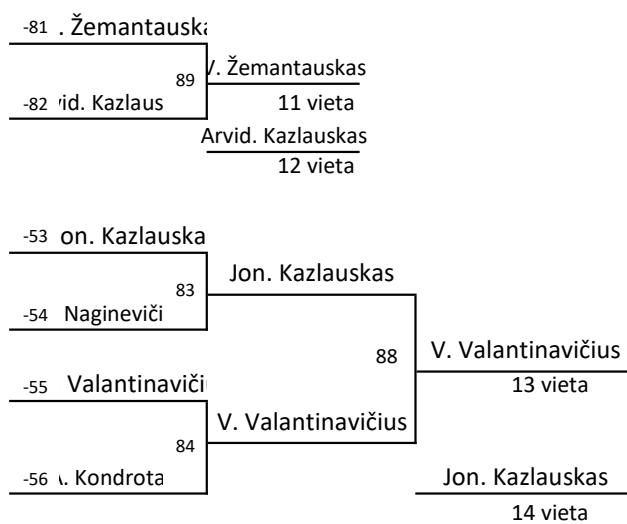 -81 . Žemantauska
89 V. Žemantauskas
-82 vid. Kazlaus 11 vieta
Arvid. Kazlauskas
12 vieta
-53 on. Kazlauska
Jon. Kazlauskas
83
-54 Nagineviči
88 V. Valantinavičius
-55 Valantinavičiu 13 vieta
V. Valantinavičius
84
-56 A. Kondrota Jon. Kazlauskas
14 vieta